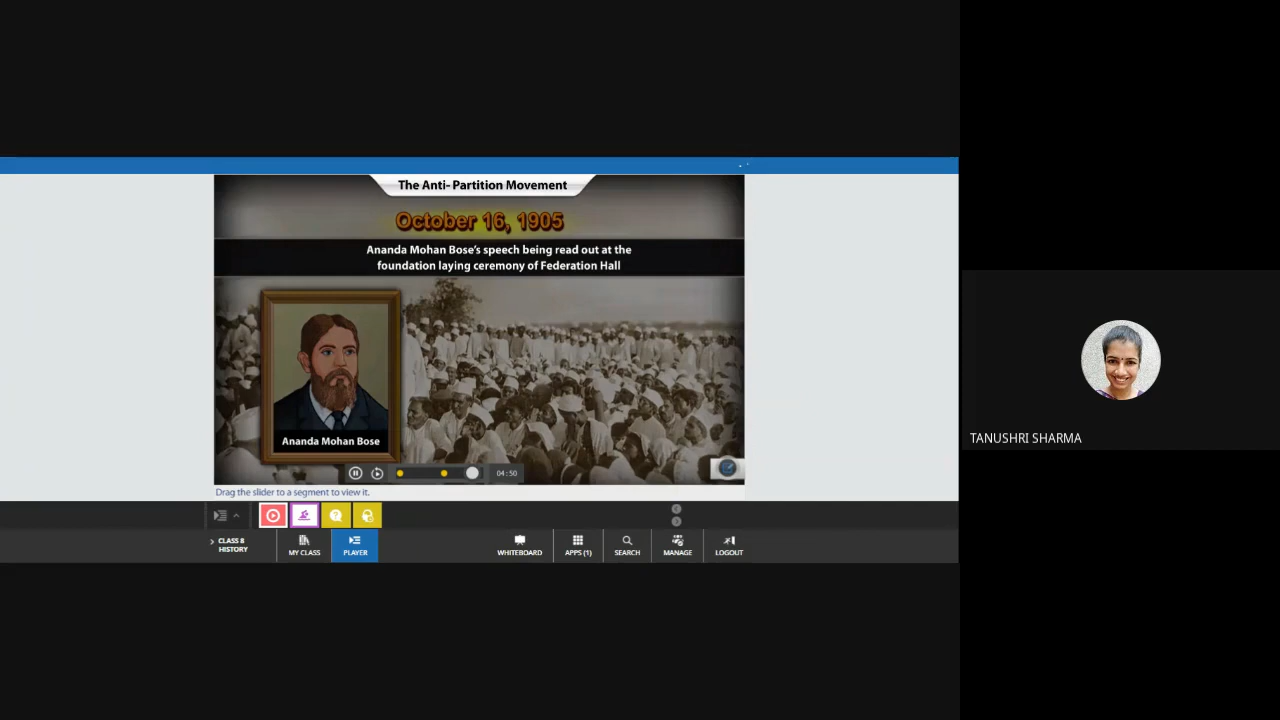 The Anti- Partition Movement
October 16, 1905
Ananda Mohan Bose's speech being read out at the
foundation laying ceremony of Federation Hall
Ananda Mohan Bose
04:50
Drag the slider to a segment to view it.
CLASS 8
HISTORY
MY CLASS
PLAYER
WHITEBOARD
APPS (1)
SEARCH
MANAGE
LOGOUT
TANUSHRI SHARMA